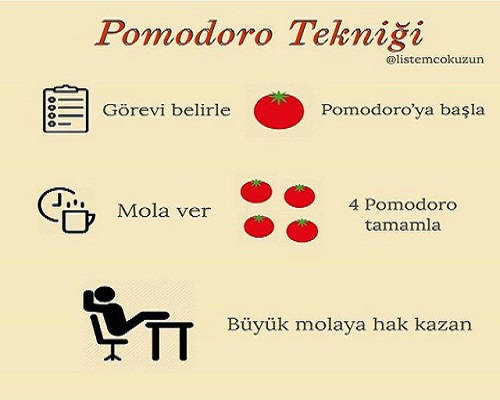 Pomodoro Tekniği
@listemcokuzun
Görevi belirle
Pomodoro'ya başla
Mola ver
4 Pomodoro
tamamla
Büyük molaya hak kazan